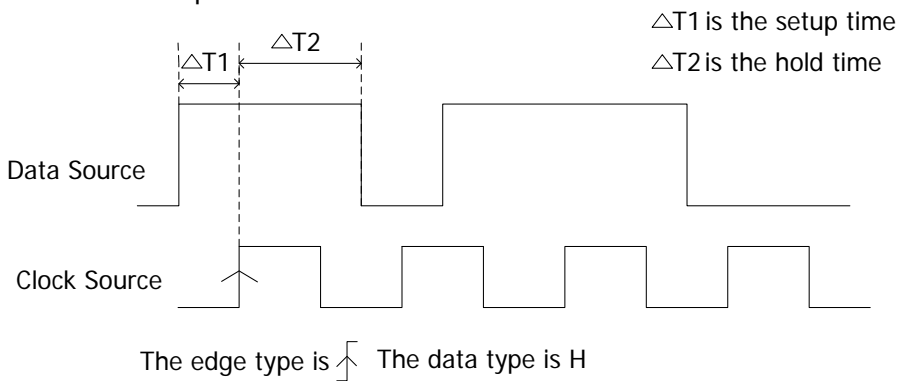 △T1 is the setup time
△T2 is the hold time
△T1
△T2
Data Source
Clock Source
The edge type is The data type is H